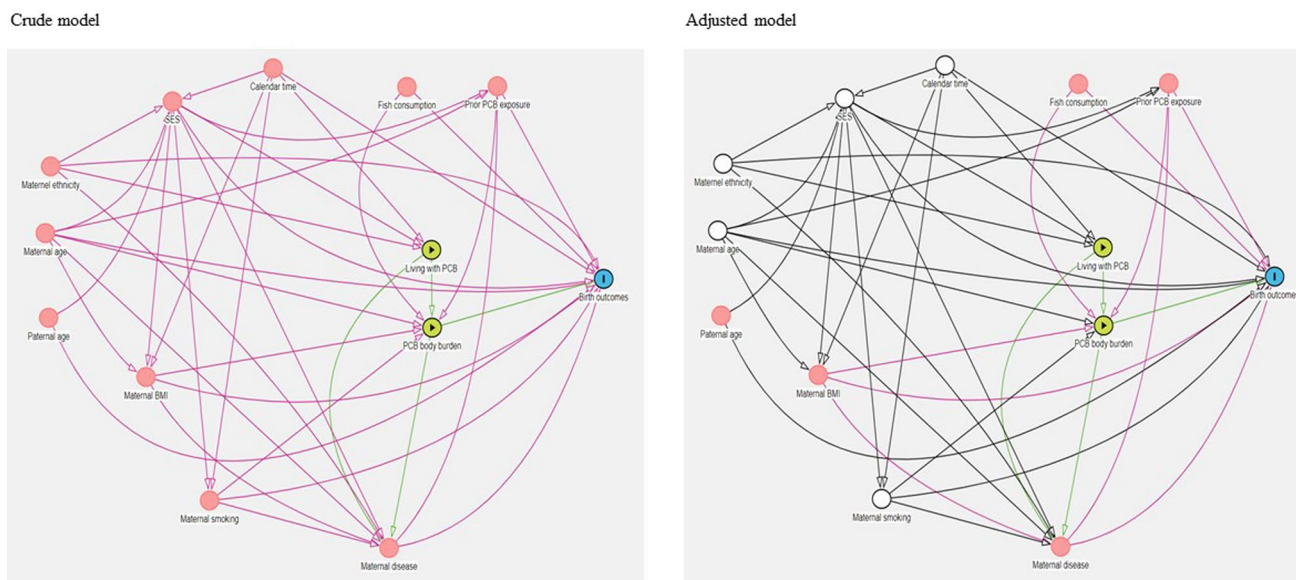 Crude model
Calendar time
Fish consumption
Prior PCB exposure
SES
Maternel ethnicity
Maternal age
Living with PCB
Birth outcomes
Paternal age
PCB body burden
Maternal BMI
Maternal smoking
Maternal disease
Adjusted model
Calendar time
Fish consumption
Prior PCB exposure
SES
Maternel ethnicity
Maternal age
Living with PCB
Birth outcome
Paternal age
PCB body burden
Maternal BMI
Maternal smoking
Maternal disease